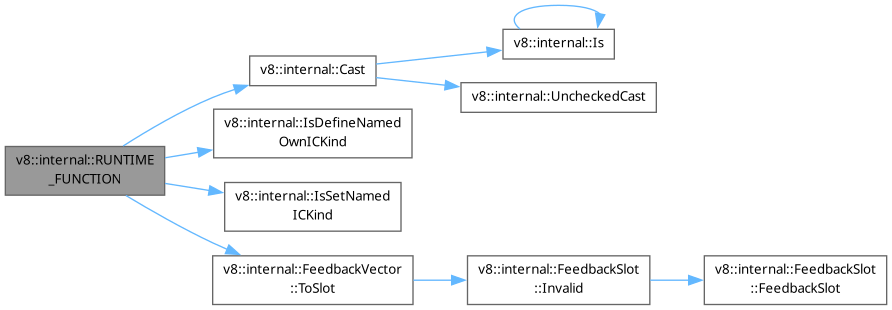 v8::internal::RUNTIME
_FUNCTION
v8::internal::Cast
v8::internal::Is
v8::internal::UncheckedCast
v8::internal::IsDefineNamed
OwnICKind
v8::internal::IsSetNamed
ICKind
v8::internal::FeedbackVector
::ToSlot
v8::internal::FeedbackSlot
::Invalid
v8::internal::FeedbackSlot
::FeedbackSlot